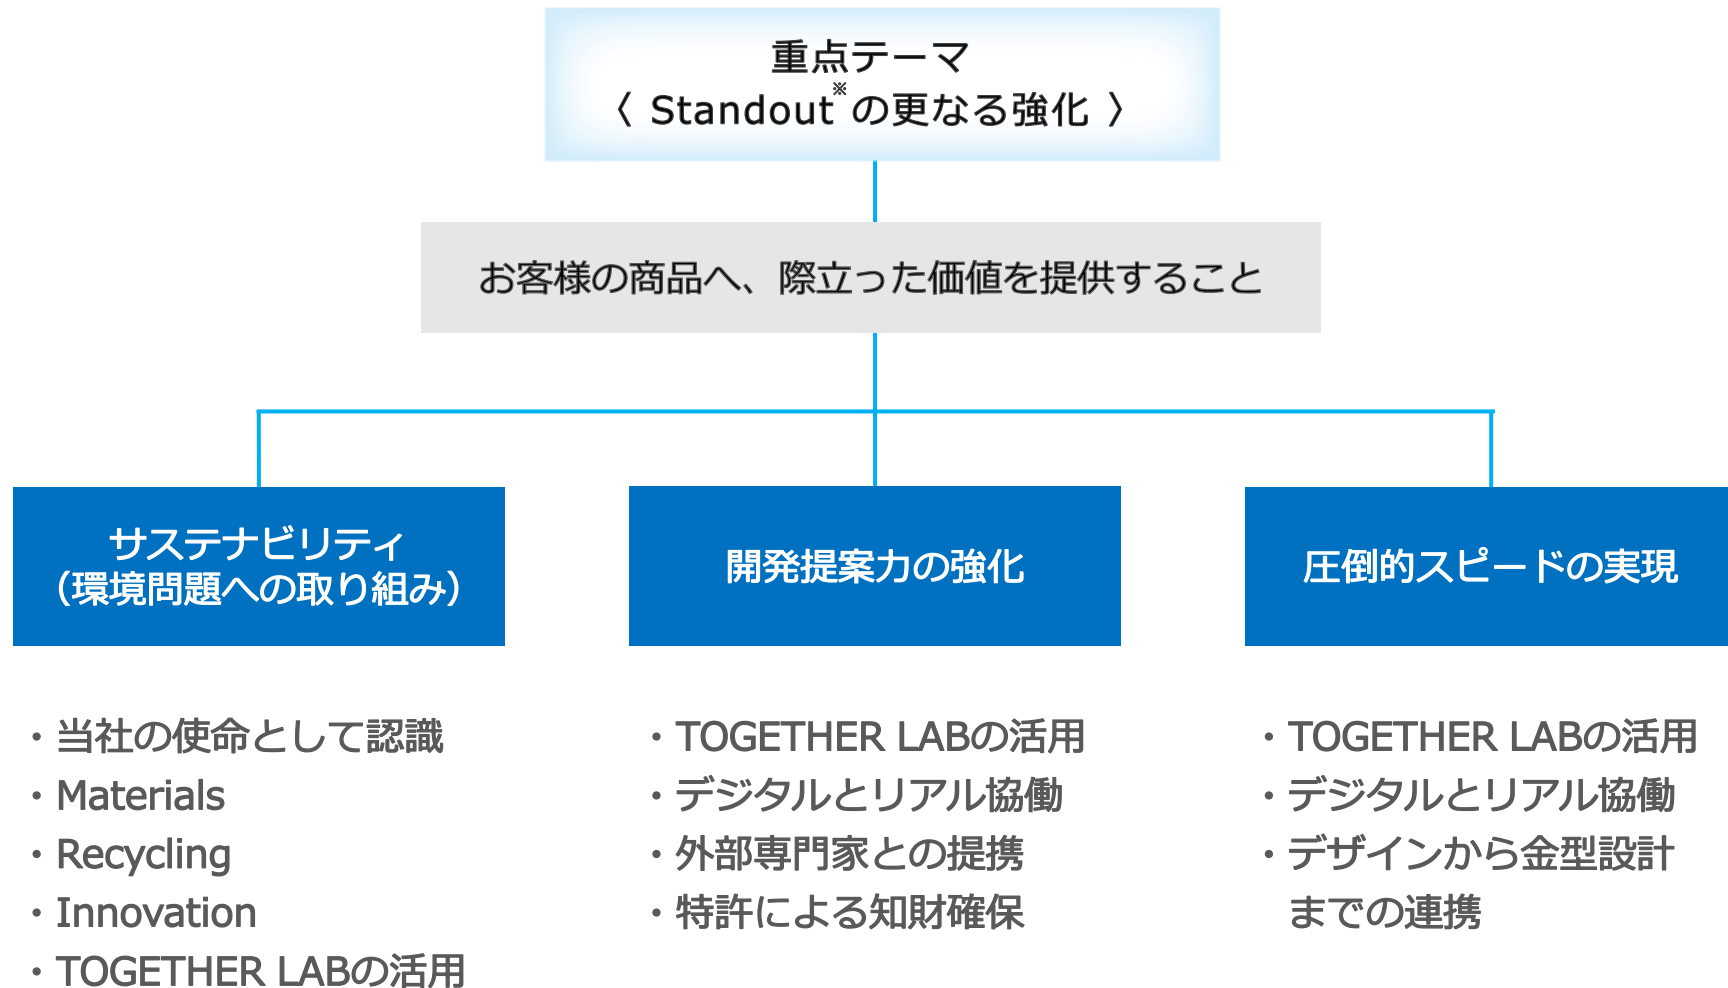 重点テーマ
〈 Standout※の更なる強化 〉
お客様の商品へ、際立った価値を提供すること
サステナビリティ
（環境問題への取り組み）
開発提案力の強化
圧倒的スピードの実現
・当社の使命として認識
・Materials
・Recycling
・Innovation
・TOGETHER LABの活用
・TOGETHER LABの活用
・デジタルとリアル協働
・外部専門家との提携
・特許による知財確保
・TOGETHER LABの活用
・デジタルとリアル協働
・デザインから金型設計
までの連携